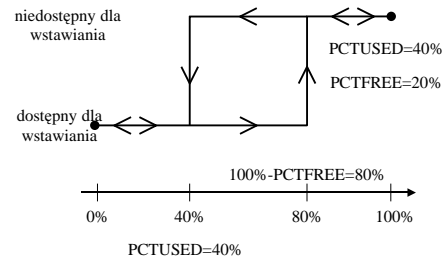 niedostępny dla
wstawiania
PCTUSED=40%
PCTFREE=20%
dostępny dla
wstawiania
100%-PCTFREE=80%
0%
40%
80%
100%
PCTUSED=40%